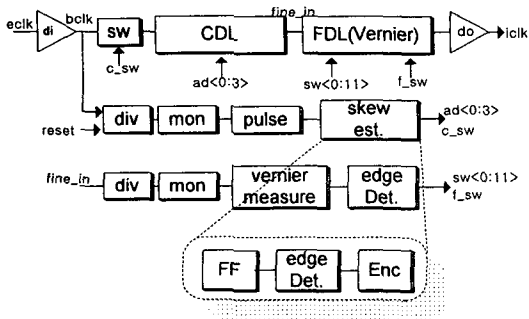 eclk di bclk sw CDL fine_in FDL(Vernier) do iclk
c_sw ad<0:3> sw<0:11> f_sw
reset div mon pulse skew est. ad<0:3> c_sw
fine_in div mon vernier measure edge Det. sw<0:11> f_sw
FF edge Det. Enc